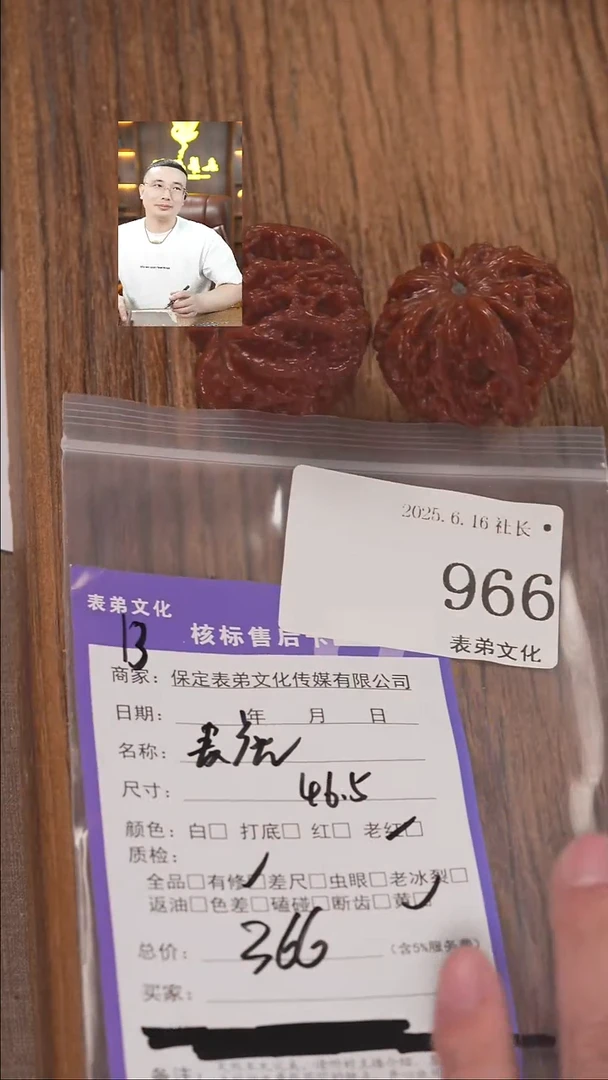 2025.6.16 社长
966
表弟文化
表弟文化
13
核标售后卡
商家：保定表弟文化传媒有限公司
日期： 年 月 日
名称：
尺寸： 46.5
颜色：白□ 打底□ 红□ 老红□
质检：
全品□有修□差尺□虫眼□老冰裂□
返油□色差□磕碰□断齿□黄□
总价： 366 （含5%服务费）
买家：
备注：